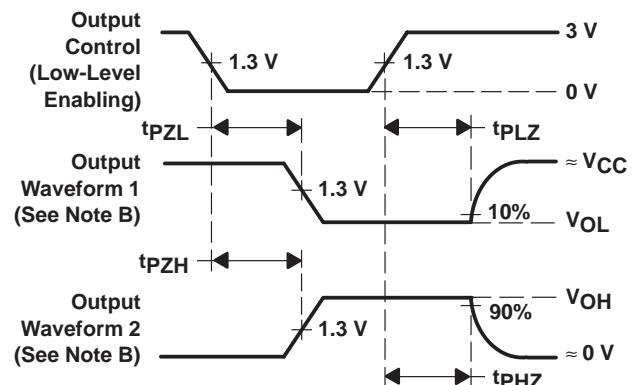 Output
Control
(Low-Level
Enabling)
1.3 V
1.3 V
3 V
0 V
tPZL
tPLZ
Output
Waveform 1
(See Note B)
1.3 V
≈ VCC
10%
VOL
tPZH
Output
Waveform 2
(See Note B)
1.3 V
VOH
90%
≈ 0 V
tPHZ